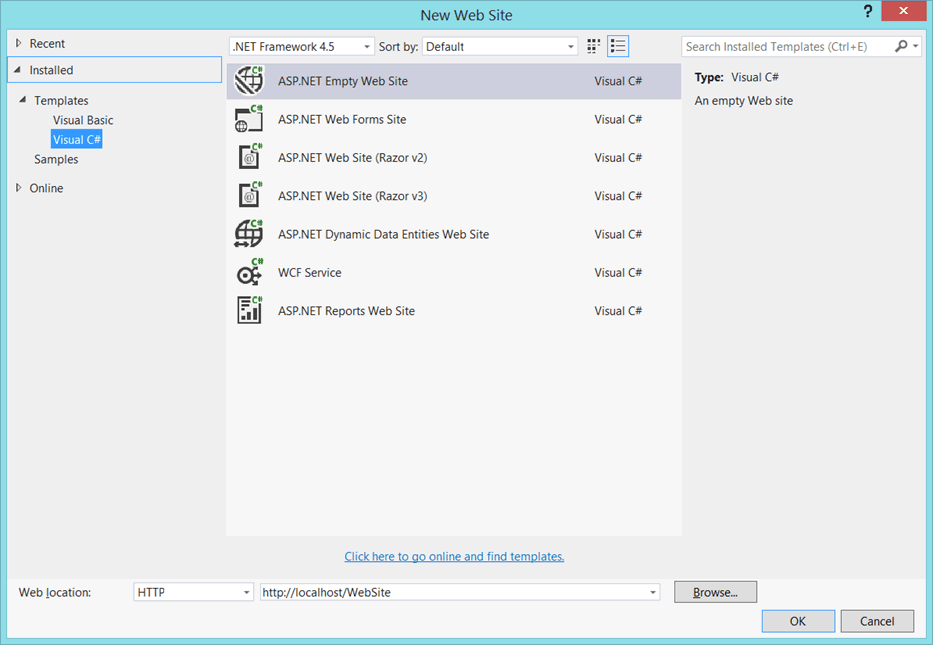 New Web Site
?
Recent
Installed
Templates
Visual Basic
Visual C#
Samples
Online
.NET Framework 4.5
Sort by: Default
Search Installed Templates (Ctrl+E)
C# ASP.NET Empty Web Site Visual C#
C# ASP.NET Web Forms Site Visual C#
C# @ ASP.NET Web Site (Razor v2) Visual C#
C# @ ASP.NET Web Site (Razor v3) Visual C#
C# ASP.NET Dynamic Data Entities Web Site Visual C#
C# WCF Service Visual C#
C# ASP.NET Reports Web Site Visual C#
Type: Visual C#
An empty Web site
Click here to go online and find templates.
Web location: HTTP http://localhost/WebSite Browse...
OK Cancel